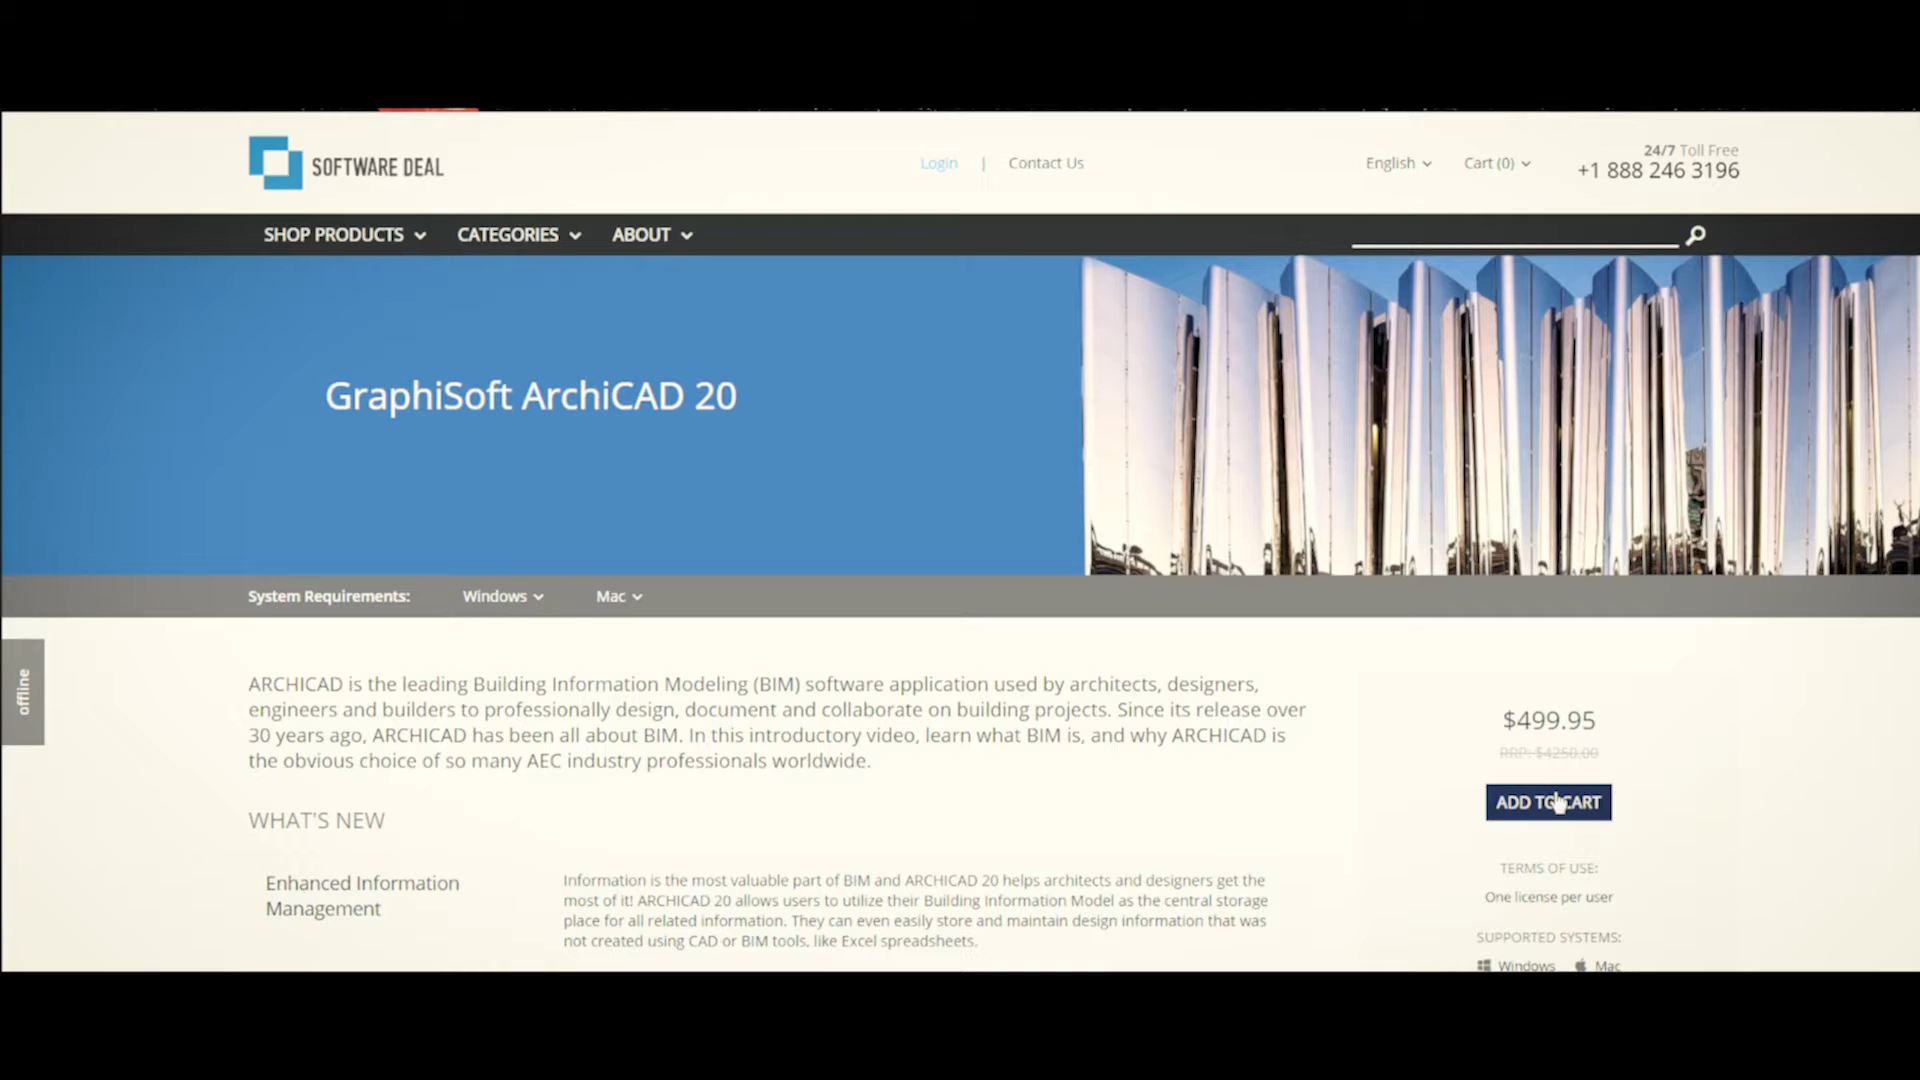 SOFTWARE DEAL
Login | Contact Us
English
Cart (0)
24/7 Toll Free
+1 888 246 3196
SHOP PRODUCTS
CATEGORIES
ABOUT
GraphiSoft ArchiCAD 20
System Requirements:
Windows
Mac
offline
ARCHICAD is the leading Building Information Modeling (BIM) software application used by architects, designers,
engineers and builders to professionally design, document and collaborate on building projects. Since its release over
30 years ago, ARCHICAD has been all about BIM. In this introductory video, learn what BIM is, and why ARCHICAD is
the obvious choice of so many AEC industry professionals worldwide.
WHAT'S NEW
Enhanced Information
Management
Information is the most valuable part of BIM and ARCHICAD 20 helps architects and designers get the
most of it! ARCHICAD 20 allows users to utilize their Building Information Model as the central storage
place for all related information. They can even easily store and maintain design information that was
not created using CAD or BIM tools, like Excel spreadsheets.
$499.95
RRP: $4250.00
ADD TO CART
TERMS OF USE:
One license per user
SUPPORTED SYSTEMS:
Windows
Mac